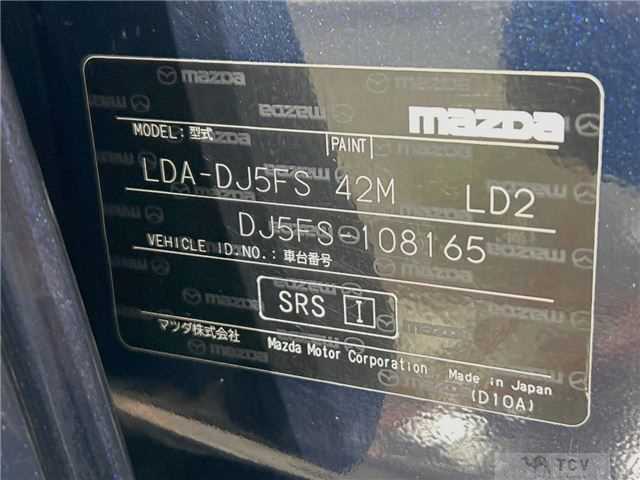 mazda
MODEL: 型式 PAINT
LDA-DJ5FS 42M LD2
DJ5FS-108165
VEHICLE ID.NO.: 車台番号
SRS I
マツダ株式会社 Mazda Motor Corporation Made in Japan
(D10A)
TCV